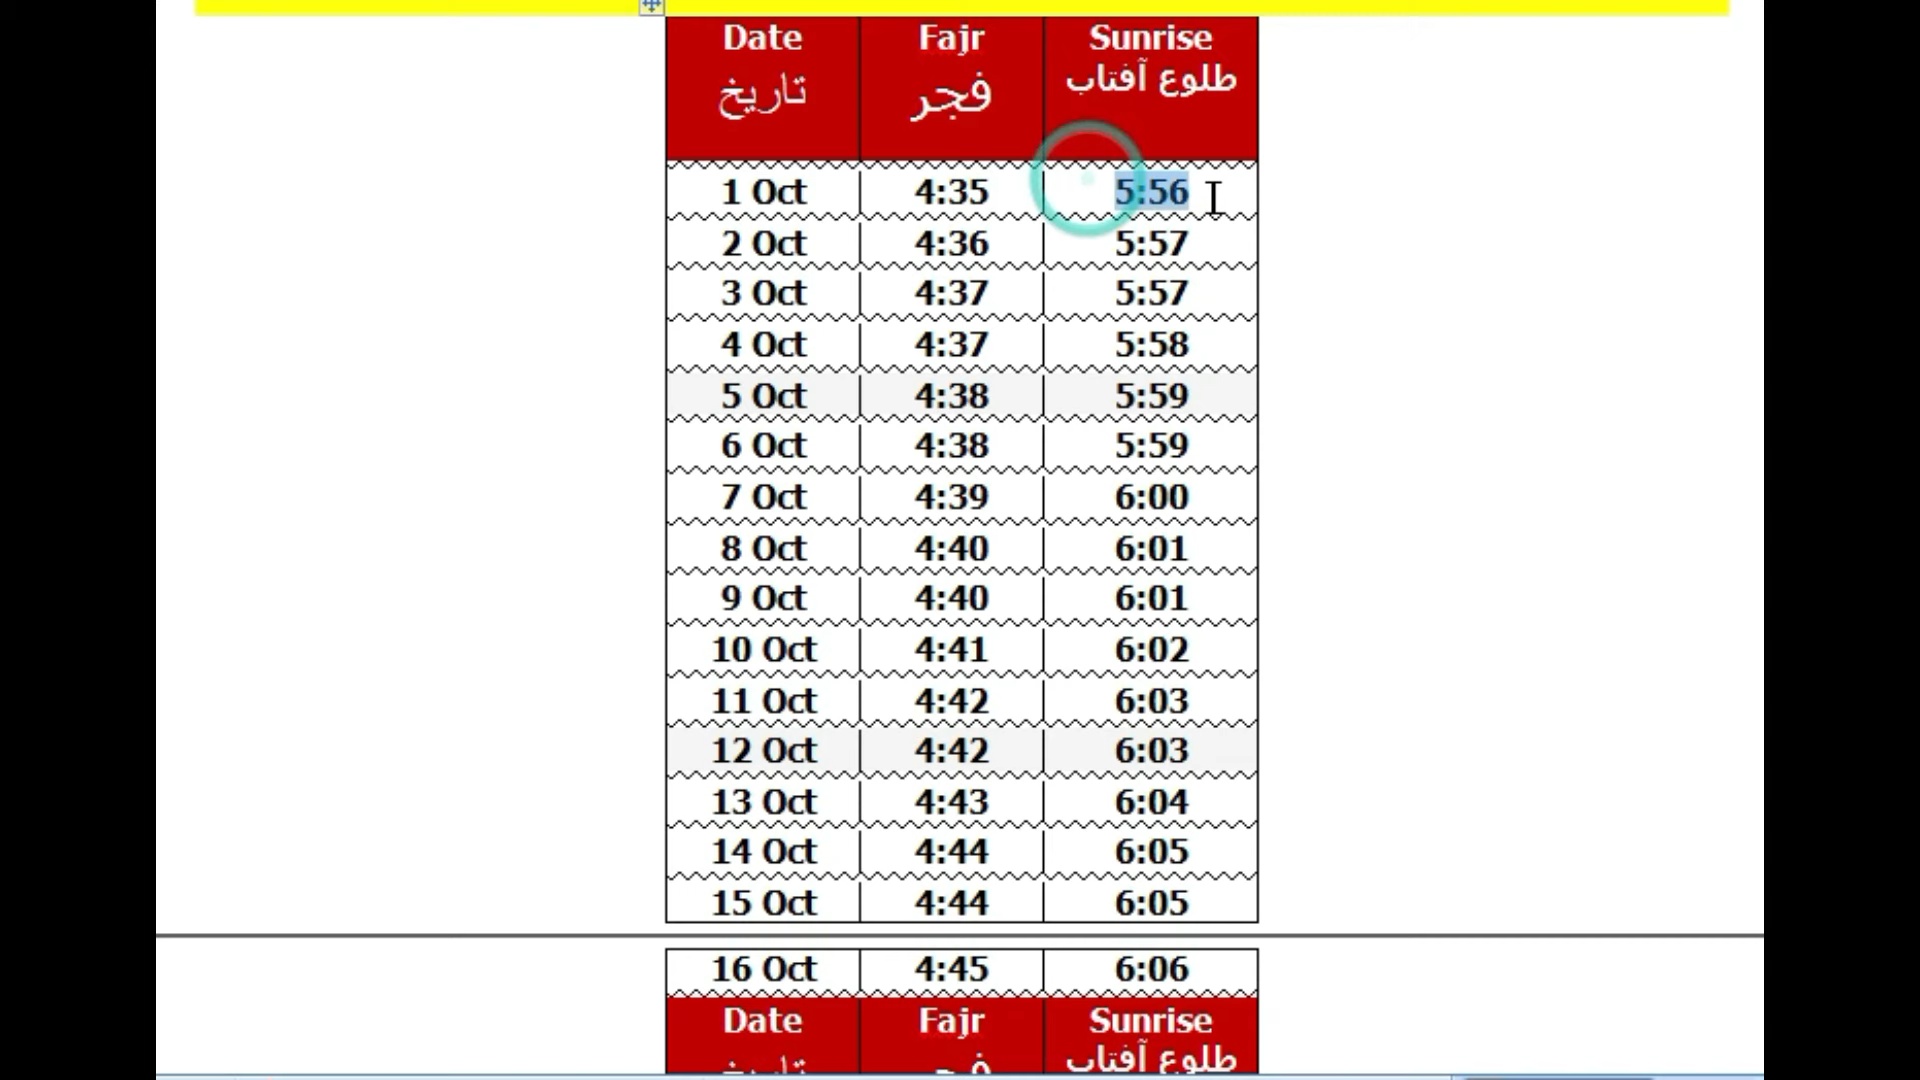 Date Fajr Sunrise
تاریخ فجر طلوع آفتاب
1 Oct 4:35 5:56
2 Oct 4:36 5:57
3 Oct 4:37 5:57
4 Oct 4:37 5:58
5 Oct 4:38 5:59
6 Oct 4:38 5:59
7 Oct 4:39 6:00
8 Oct 4:40 6:01
9 Oct 4:40 6:01
10 Oct 4:41 6:02
11 Oct 4:42 6:03
12 Oct 4:42 6:03
13 Oct 4:43 6:04
14 Oct 4:44 6:05
15 Oct 4:44 6:05
16 Oct 4:45 6:06
Date Fajr Sunrise
تاریخ فجر طلوع آفتاب